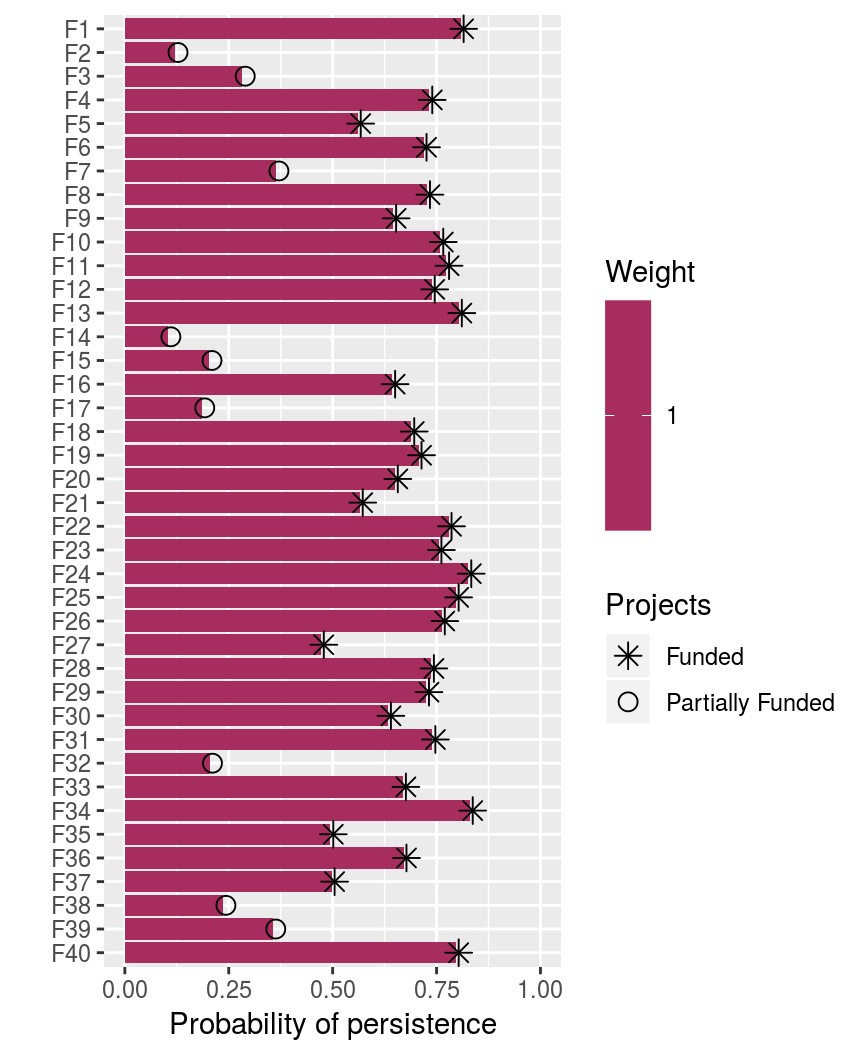 F1
F2
F3
F4
F5
F6
F7
F8
F9
F10
F11
F12
F13
F14
F15
F16
F17
F18
F19
F20
F21
F22
F23
F24
F25
F26
F27
F28
F29
F30
F31
F32
F33
F34
F35
F36
F37
F38
F39
F40
0.00 0.25 0.50 0.75 1.00
Probability of persistence
Weight
1
Projects
Funded
Partially Funded